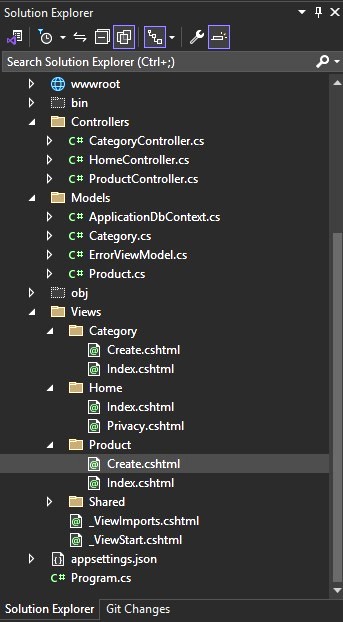 Solution Explorer
Search Solution Explorer (Ctrl+;)
wwwroot
bin
Controllers
C# CategoryController.cs
C# HomeController.cs
C# ProductController.cs
Models
C# ApplicationDbContext.cs
C# Category.cs
C# ErrorViewModel.cs
C# Product.cs
obj
Views
Category
@ Create.cshtml
@ Index.cshtml
Home
@ Index.cshtml
@ Privacy.cshtml
Product
@ Create.cshtml
@ Index.cshtml
Shared
@ _ViewImports.cshtml
@ _ViewStart.cshtml
appsettings.json
C# Program.cs
Solution Explorer Git Changes